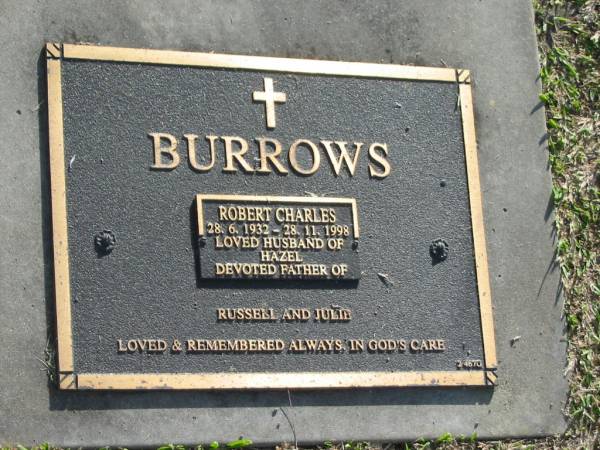 BURROWS
ROBERT CHARLES
28. 6. 1932 - 28. 11. 1998
LOVED HUSBAND OF
HAZEL
DEVOTED FATHER OF
RUSSELL AND JULIE
LOVED & REMEMBERED ALWAYS. IN GOD'S CARE